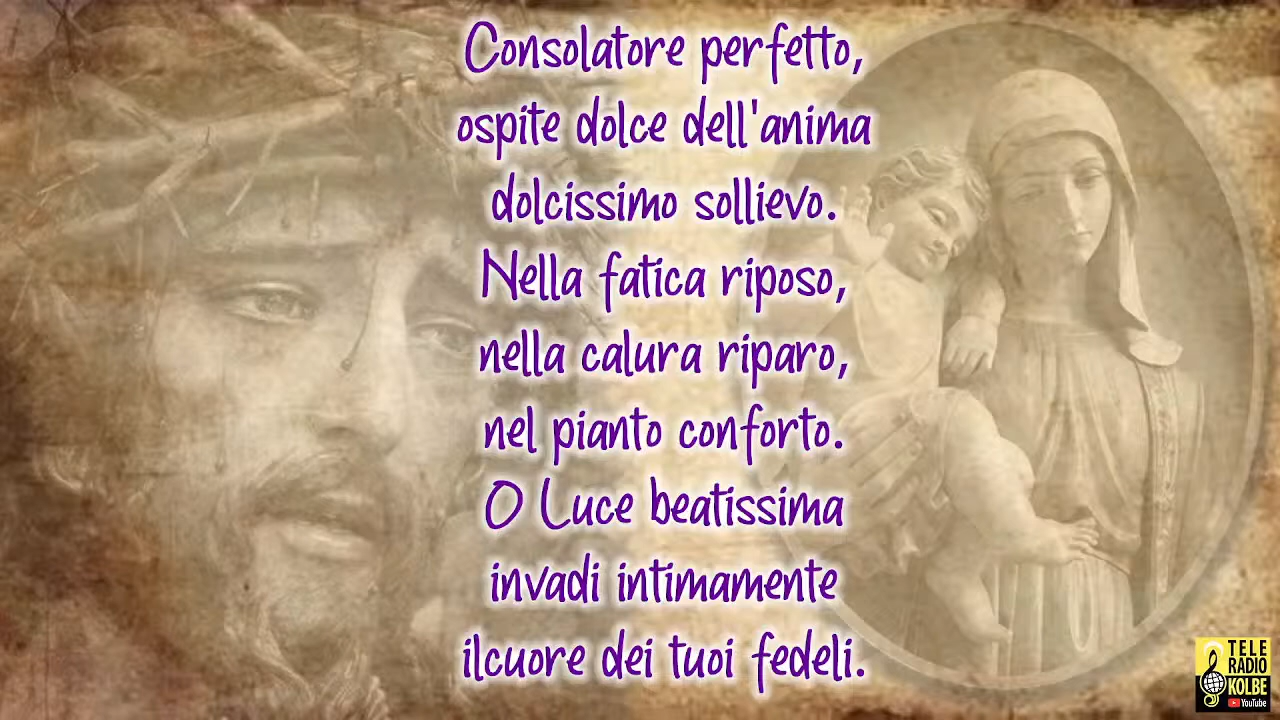 Consolatore perfetto,
ospite dolce dell'anima
dolcissimo sollievo.
Nella fatica riposo,
nella calura riparo,
nel pianto conforto.
O Luce beatissima
invadi intimamente
ilcuore dei tuoi fedeli.
TELE
RADIO
KOLBE
YouTube